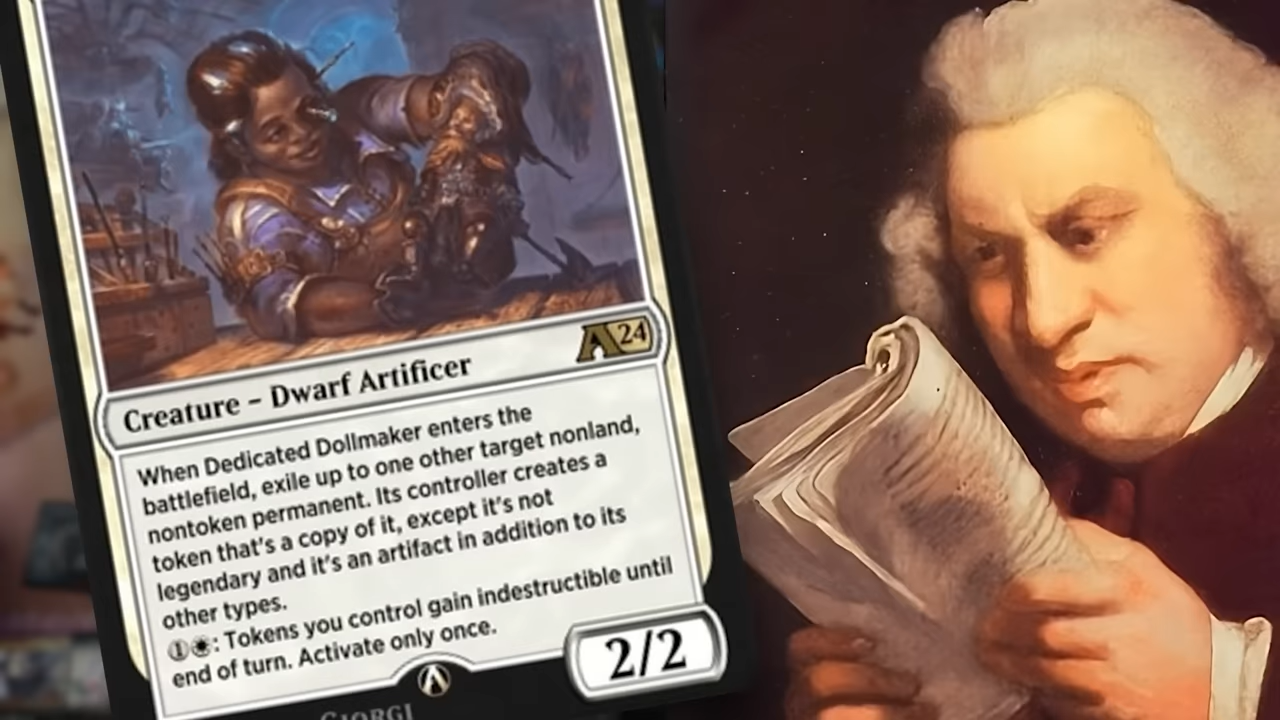 A24
Creature – Dwarf Artificer
When Dedicated Dollmaker enters the
battlefield, exile up to one other target nonland,
nontoken permanent. Its controller creates a
token that's a copy of it, except it's not
legendary and it's an artifact in addition to its
other types.
①: Tokens you control gain indestructible until
end of turn. Activate only once.
2/2
GIORGI